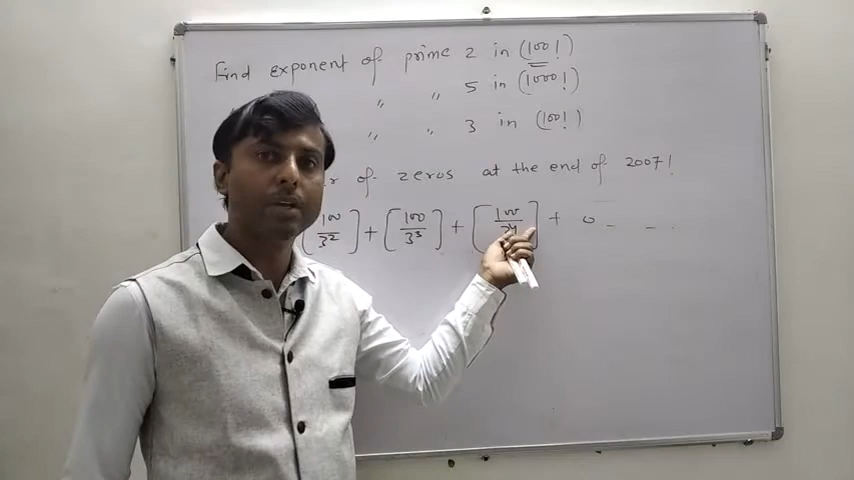 Find exponent of prime 2 in (100!)
" " 5 in (1000!)
" " 3 in (100!)
of zeros at the end of 2007!
[100/3²] + [100/3³] + [100/3⁴] + 0 - - ..